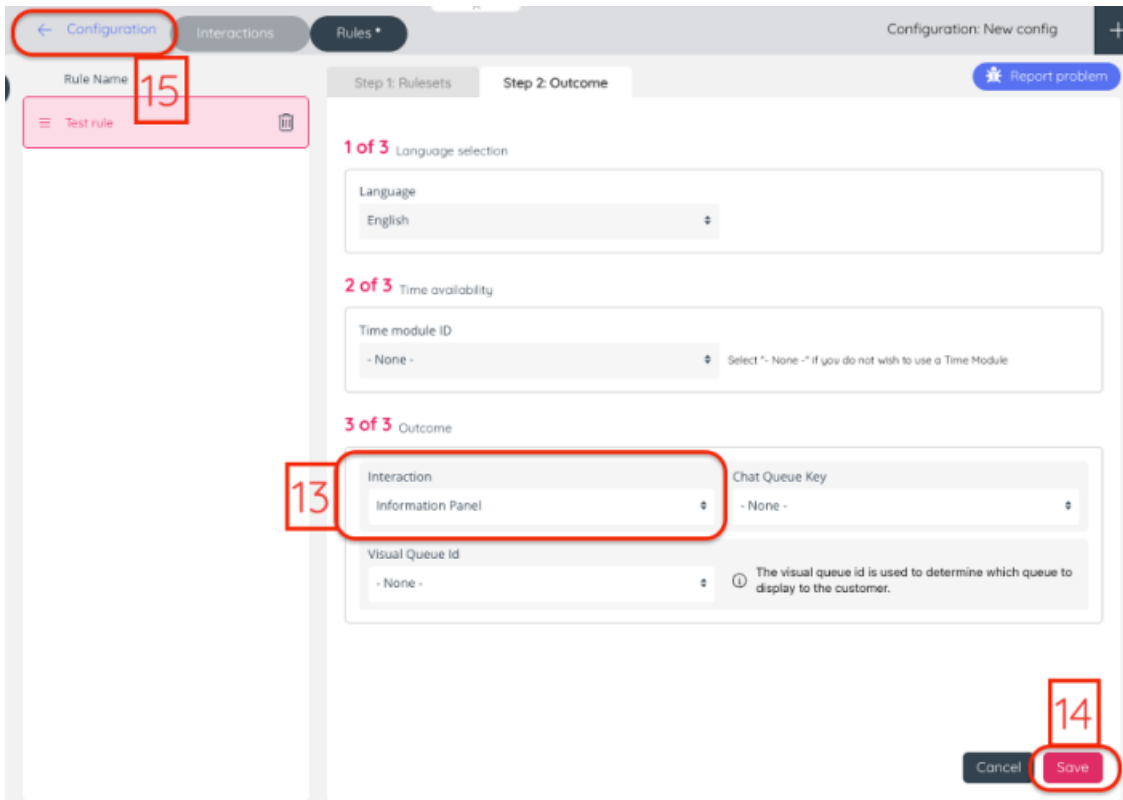 ← Configuration
Interactions
Rules *
Configuration: New config
+
Rule Name
15
Test rule
Step 1: Rulesets
Step 2: Outcome
Report problem
1 of 3 Language selection
Language
English
2 of 3 Time availability
Time module ID
- None -
Select "- None -" if you do not wish to use a Time Module
3 of 3 Outcome
13
Interaction
Information Panel
Chat Queue Key
- None -
Visual Queue Id
- None -
The visual queue id is used to determine which queue to
display to the customer.
14
Cancel
Save